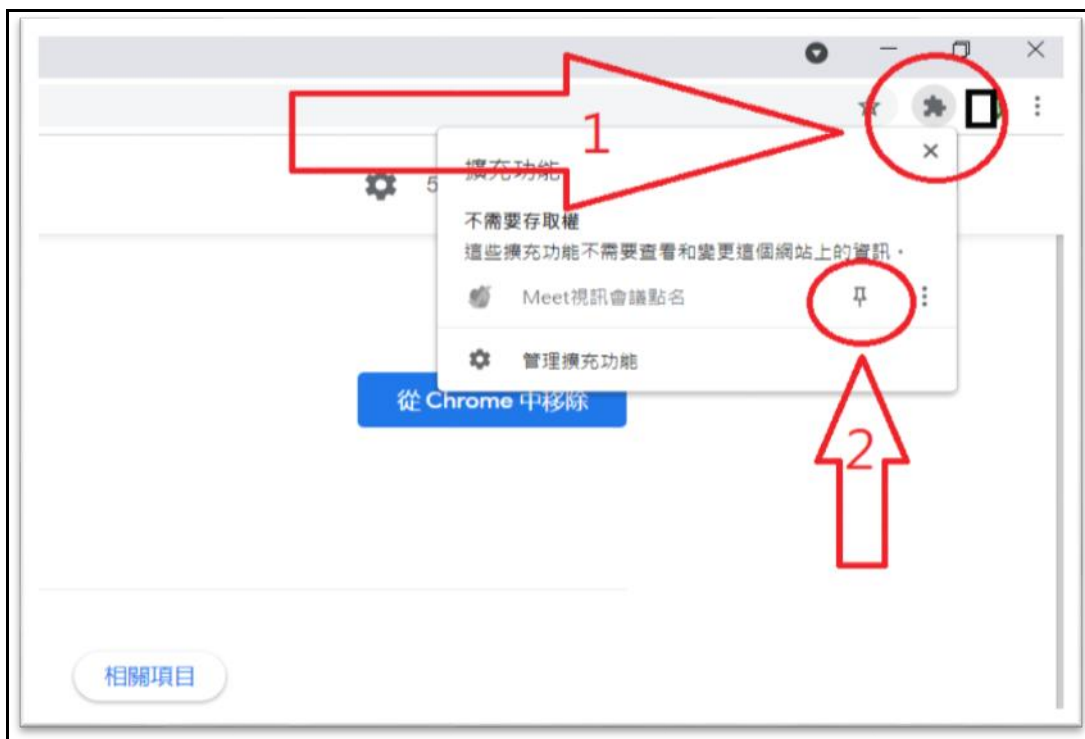 1
5
擴充功能
不需要存取權
這些擴充功能不需要查看和變更這個網站上的資訊。
Meet視訊會議點名
管理擴充功能
從 Chrome 中移除
2
相關項目